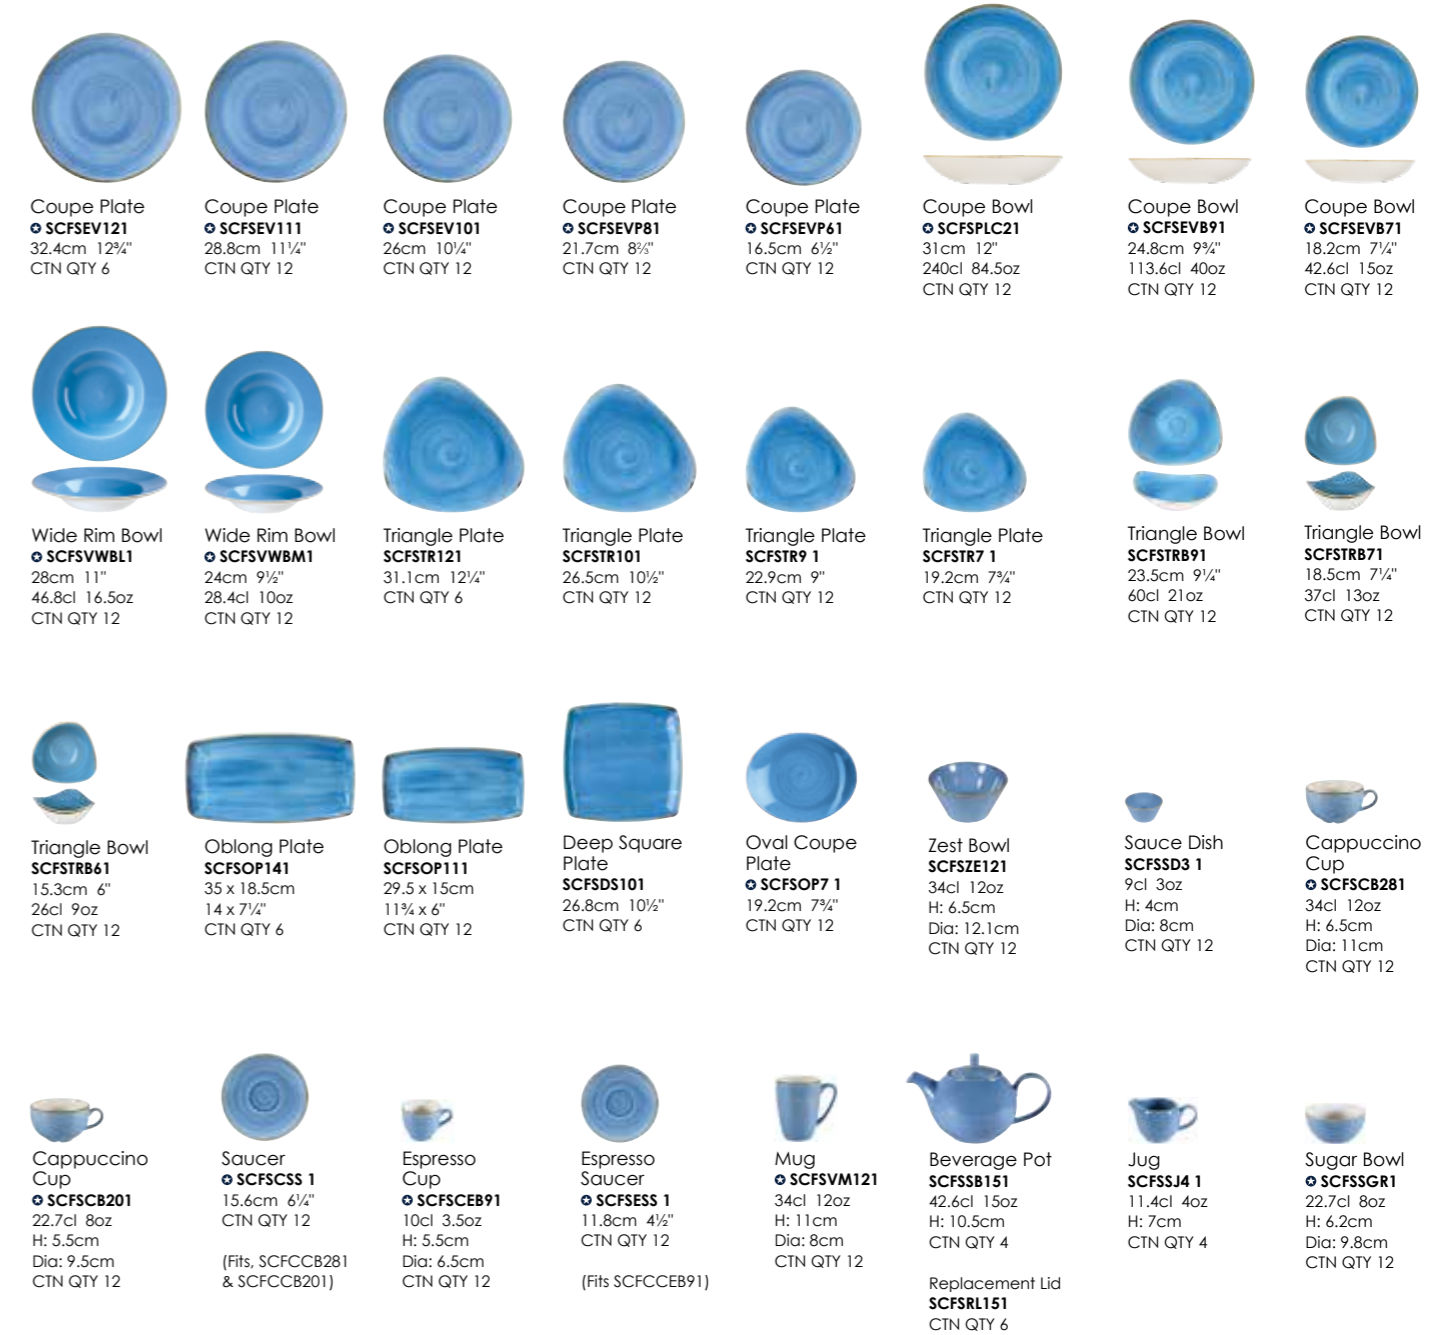 Coupe Plate
✪ SCFSEV121
32.4cm 12¾"
CTN QTY 6
Coupe Plate
✪ SCFSEV111
28.8cm 11¼"
CTN QTY 12
Coupe Plate
✪ SCFSEV101
26cm 10¼"
CTN QTY 12
Coupe Plate
✪ SCFSEVP81
21.7cm 8⅔"
CTN QTY 12
Coupe Plate
✪ SCFSEVP61
16.5cm 6½"
CTN QTY 12
Coupe Bowl
✪ SCFSPLC21
31cm 12"
240cl 84.5oz
CTN QTY 12
Coupe Bowl
✪ SCFSEVB91
24.8cm 9¾"
113.6cl 40oz
CTN QTY 12
Coupe Bowl
✪ SCFSEVB71
18.2cm 7¼"
42.6cl 15oz
CTN QTY 12
Wide Rim Bowl
✪ SCFSVWBL1
28cm 11"
46.8cl 16.5oz
CTN QTY 12
Wide Rim Bowl
✪ SCFSVWBM1
24cm 9½"
28.4cl 10oz
CTN QTY 12
Triangle Plate
SCFSTR121
31.1cm 12¼"
CTN QTY 6
Triangle Plate
SCFSTR101
26.5cm 10½"
CTN QTY 12
Triangle Plate
SCFSTR9 1
22.9cm 9"
CTN QTY 12
Triangle Plate
SCFSTR7 1
19.2cm 7¾"
CTN QTY 12
Triangle Bowl
SCFSTRB91
23.5cm 9¼"
60cl 21oz
CTN QTY 12
Triangle Bowl
SCFSTRB71
18.5cm 7¼"
37cl 13oz
CTN QTY 12
Triangle Bowl
SCFSTRB61
15.3cm 6"
26cl 9oz
CTN QTY 12
Oblong Plate
SCFSOP141
35 x 18.5cm
14 x 7¼"
CTN QTY 6
Oblong Plate
SCFSOP111
29.5 x 15cm
11¾ x 6"
CTN QTY 12
Deep Square
Plate
SCFSDS101
26.8cm 10½"
CTN QTY 6
Oval Coupe
Plate
✪ SCFSOP7 1
19.2cm 7¾"
CTN QTY 12
Zest Bowl
SCFSZE121
34cl 12oz
H: 6.5cm
Dia: 12.1cm
CTN QTY 12
Sauce Dish
SCFSSD3 1
9cl 3oz
H: 4cm
Dia: 8cm
CTN QTY 12
Cappuccino
Cup
✪ SCFSCB281
34cl 12oz
H: 6.5cm
Dia: 11cm
CTN QTY 12
Cappuccino
Cup
✪ SCFSCB201
22.7cl 8oz
H: 5.5cm
Dia: 9.5cm
CTN QTY 12
Saucer
✪ SCFSCSS 1
15.6cm 6¼"
CTN QTY 12
(Fits, SCFCCB281
& SCFCCB201)
Espresso
Cup
✪ SCFSCEB91
10cl 3.5oz
H: 5.5cm
Dia: 6.5cm
CTN QTY 12
Espresso
Saucer
✪ SCFSESS 1
11.8cm 4½"
CTN QTY 12
(Fits SCFCCEB91)
Mug
✪ SCFSVM121
34cl 12oz
H: 11cm
Dia: 8cm
CTN QTY 12
Beverage Pot
SCFSSB151
42.6cl 15oz
H: 10.5cm
CTN QTY 4
Replacement Lid
SCFSRL151
CTN QTY 6
Jug
SCFSSJ4 1
11.4cl 4oz
H: 7cm
CTN QTY 4
Sugar Bowl
✪ SCFSSGR1
22.7cl 8oz
H: 6.2cm
Dia: 9.8cm
CTN QTY 12